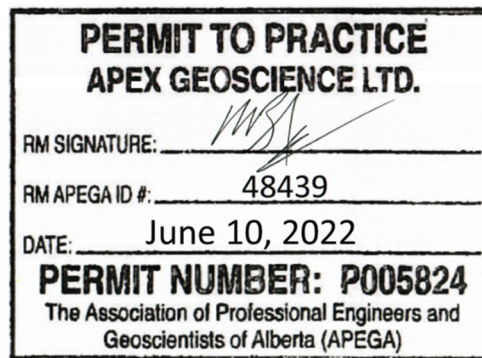 PERMIT TO PRACTICE
APEX GEOSCIENCE LTD.
RM SIGNATURE:
RM APEGA ID #: 48439
DATE: June 10, 2022
PERMIT NUMBER: P005824
The Association of Professional Engineers and
Geoscientists of Alberta (APEGA)